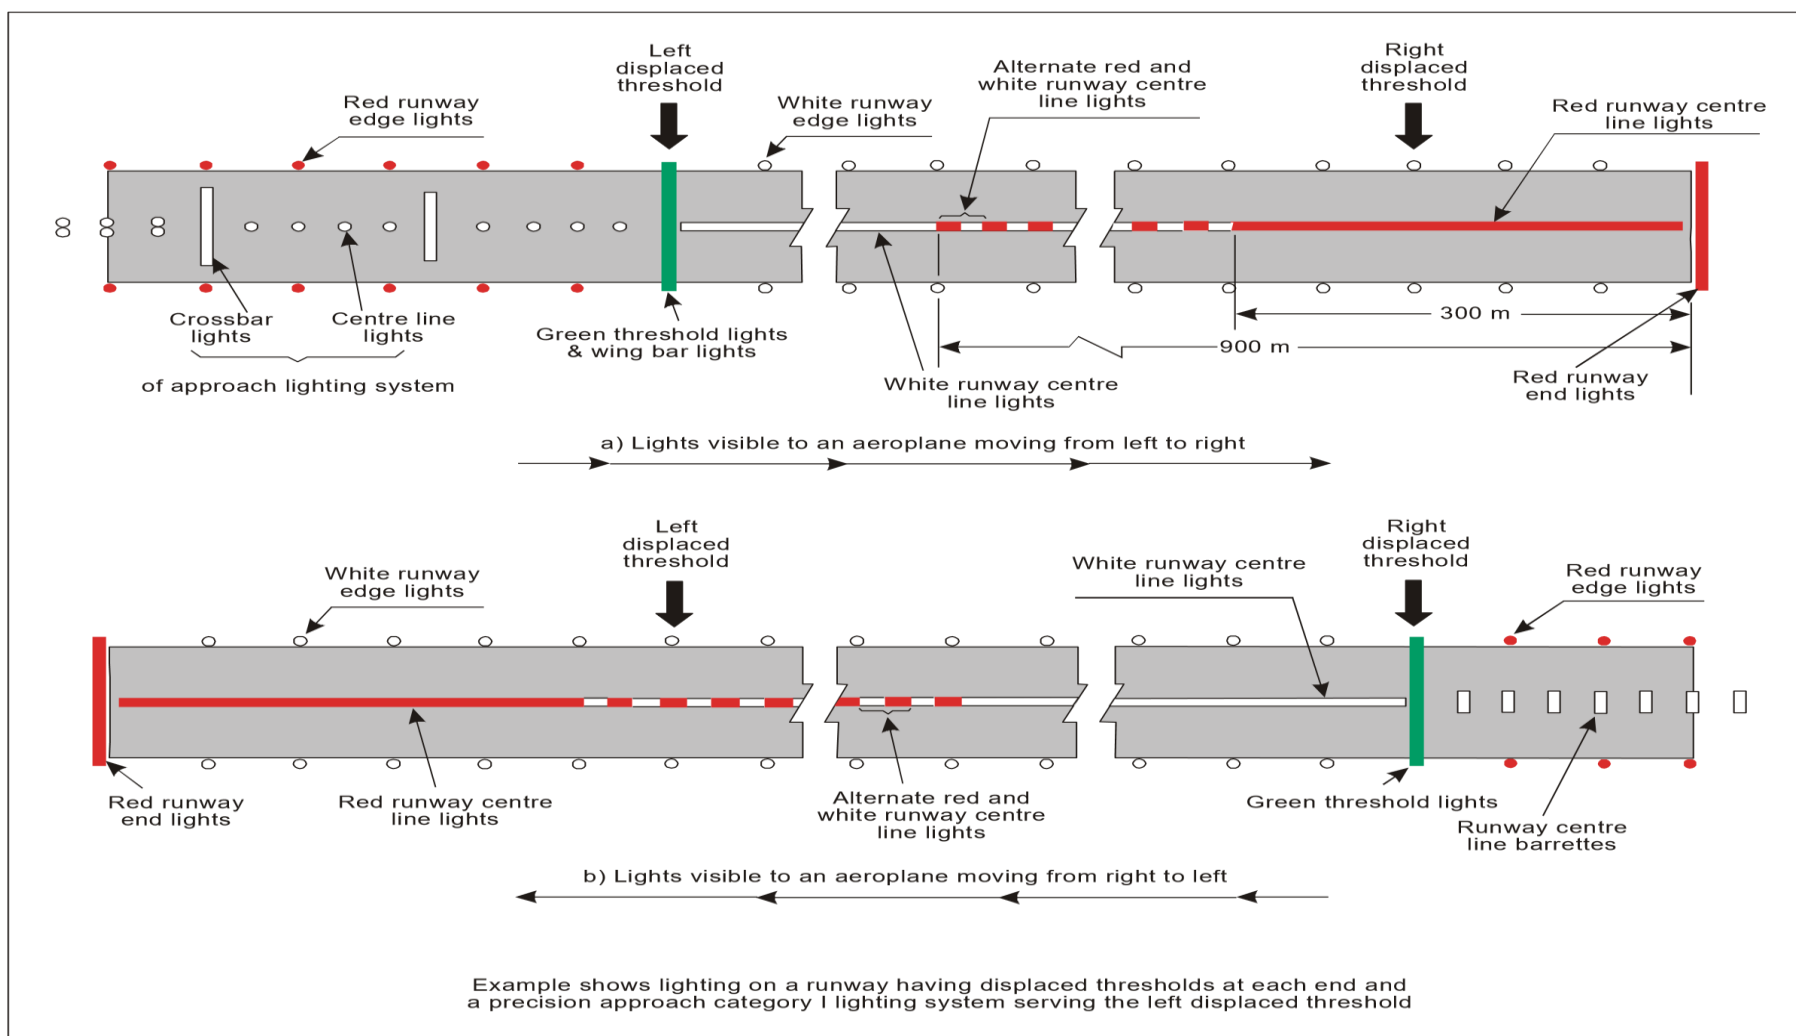 Left
displaced
threshold
Right
displaced
threshold
Alternate red and
white runway centre
line lights
Red runway
edge lights
White runway
edge lights
Red runway centre
line lights
Crossbar
lights
Centre line
lights
of approach lighting system
Green threshold lights
& wing bar lights
300 m
900 m
White runway centre
line lights
Red runway
end lights
a) Lights visible to an aeroplane moving from left to right
Left
displaced
threshold
Right
displaced
threshold
White runway
edge lights
White runway centre
line lights
Red runway
edge lights
Red runway
end lights
Red runway centre
line lights
Alternate red and
white runway centre
line lights
Green threshold lights
Runway centre
line barrettes
b) Lights visible to an aeroplane moving from right to left
Example shows lighting on a runway having displaced thresholds at each end and
a precision approach category I lighting system serving the left displaced threshold